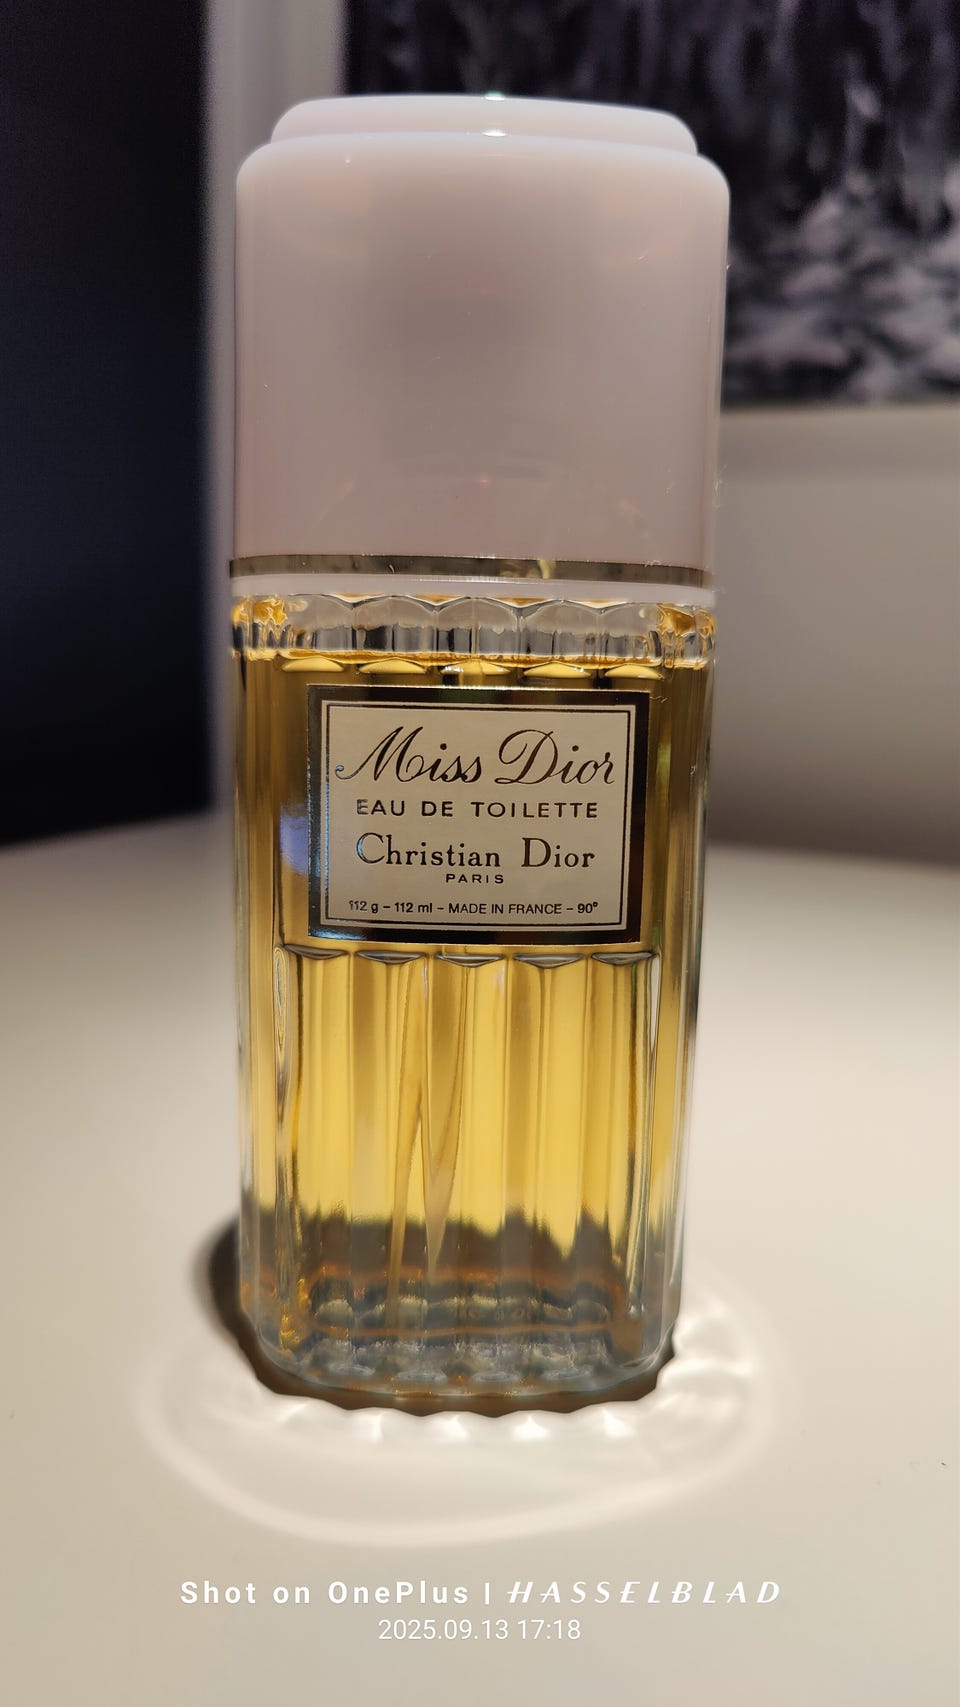 Miss Dior
EAU DE TOILETTE
Christian Dior
PARIS
112 g – 112 ml – MADE IN FRANCE – 90°
Shot on OnePlus | HASSELBLAD
2025.09.13 17:18